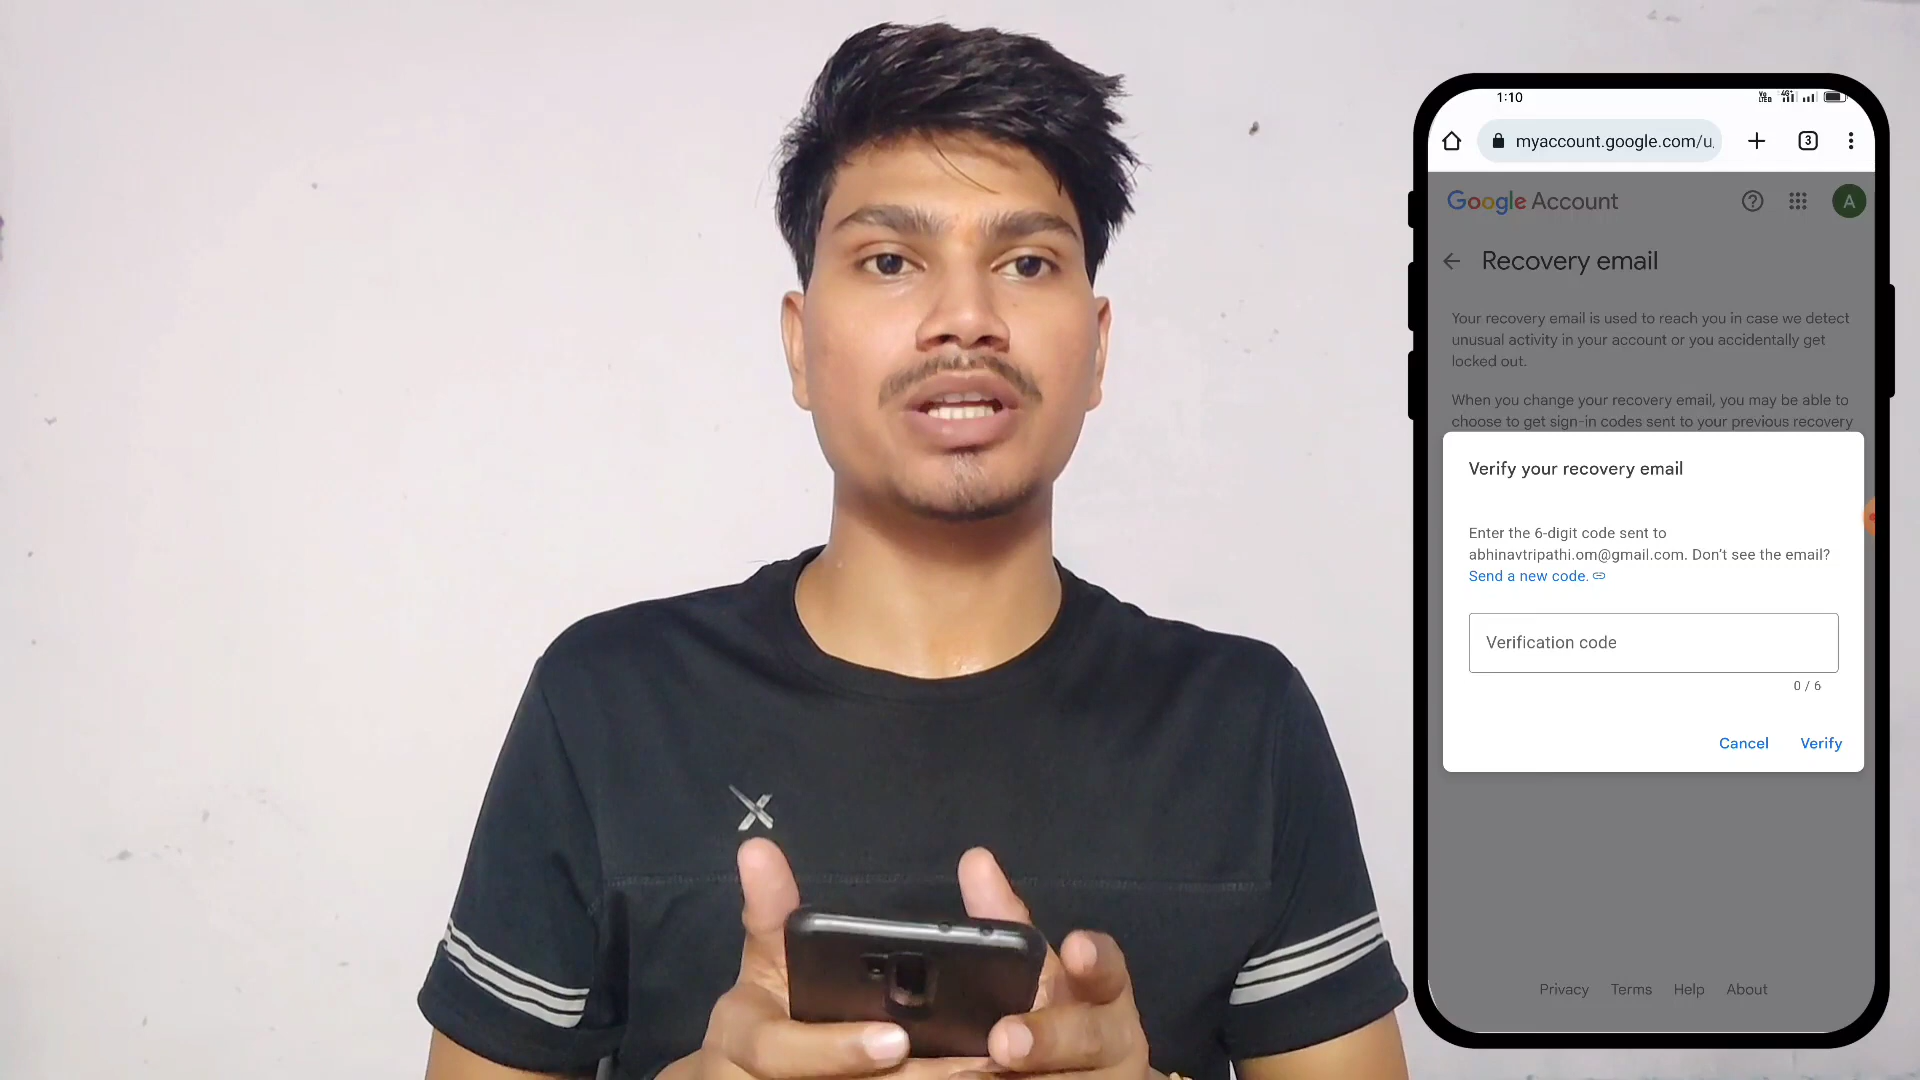 1:10
Vo
LTE
4G+
myaccount.google.com/u
3
Google Account
A
Recovery email
Your recovery email is used to reach you in case we detect
unusual activity in your account or you accidentally get
locked out.
When you change your recovery email, you may be able to
choose to get sign-in codes sent to your previous recovery
Verify your recovery email
Enter the 6-digit code sent to
abhinavtripathi.om@gmail.com. Don't see the email?
Send a new code.
Verification code
0 / 6
Cancel Verify
Privacy Terms Help About